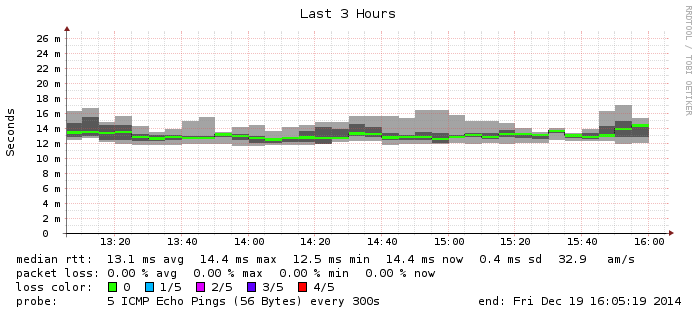 Last 3 Hours
RRDTOOL / TOBI OETIKER
Seconds
26 m
24 m
22 m
20 m
18 m
16 m
14 m
12 m
10 m
8 m
6 m
4 m
2 m
0
13:20 13:40 14:00 14:20 14:40 15:00 15:20 15:40 16:00
median rtt: 13.1 ms avg 14.4 ms max 12.5 ms min 14.4 ms now 0.4 ms sd 32.9 am/s
packet loss: 0.00 % avg 0.00 % max 0.00 % min 0.00 % now
loss color: 0 1/5 2/5 3/5 4/5
probe: 5 ICMP Echo Pings (56 Bytes) every 300s end: Fri Dec 19 16:05:19 2014